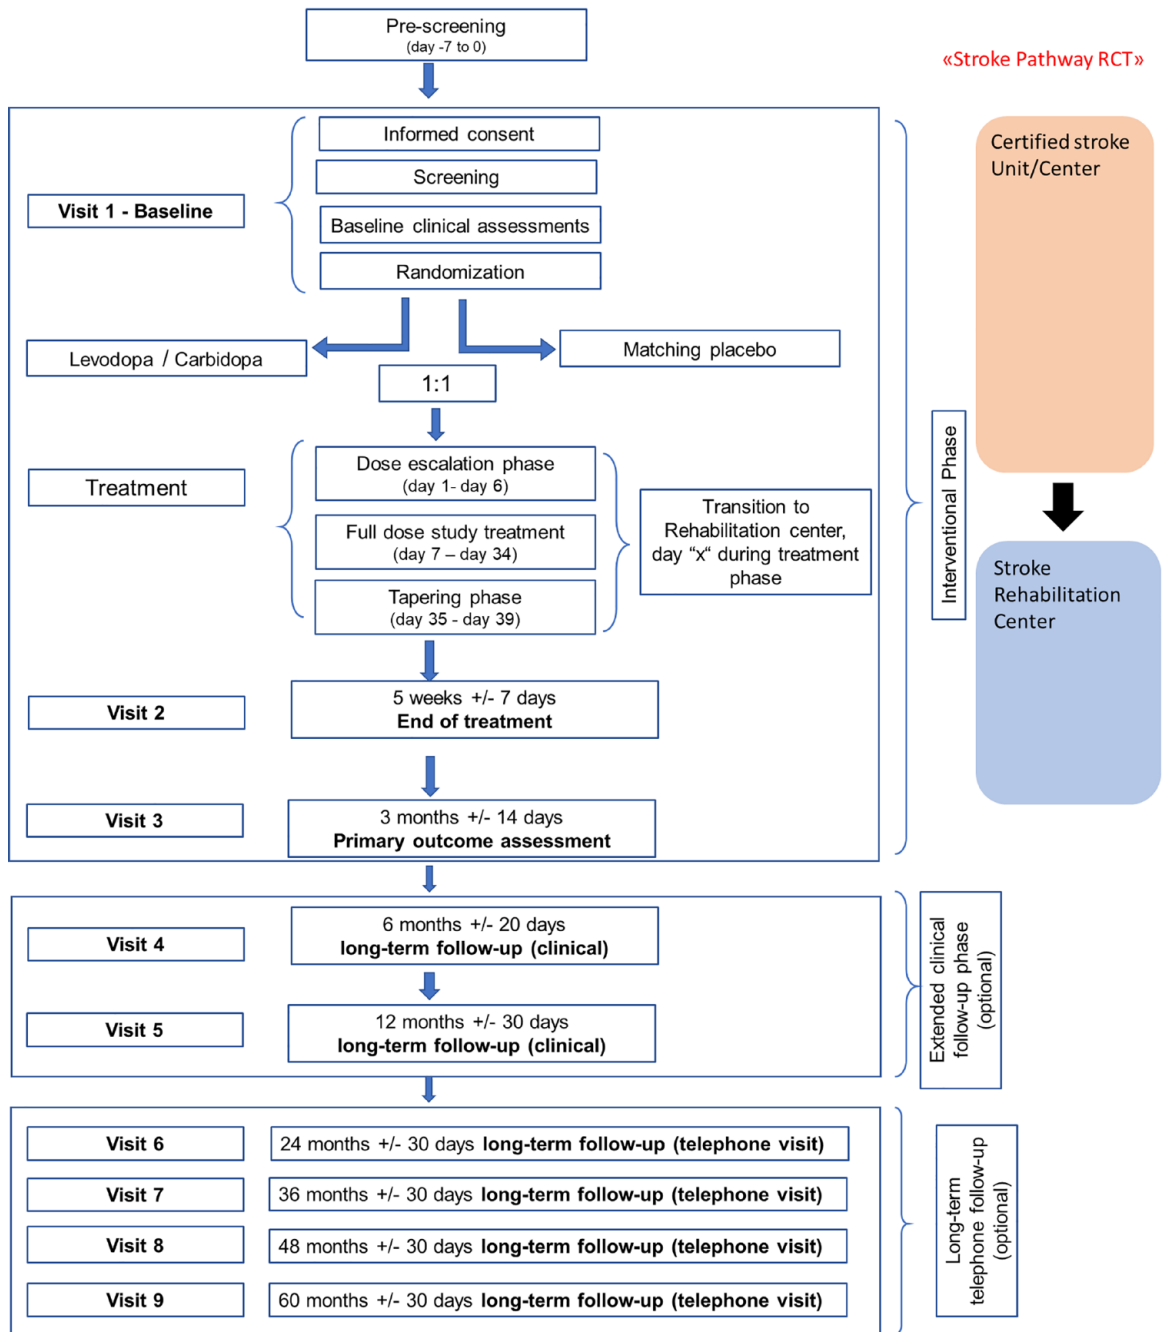 Pre-screening
(day -7 to 0)
«Stroke Pathway RCT»
Certified stroke
Unit/Center
Informed consent
Screening
Visit 1 - Baseline
Baseline clinical assessments
Randomization
Levodopa / Carbidopa
Matching placebo
1:1
Treatment
Dose escalation phase
(day 1- day 6)
Full dose study treatment
(day 7 – day 34)
Tapering phase
(day 35 - day 39)
Transition to
Rehabilitation center,
day “x“ during treatment
phase
Interventional Phase
Stroke
Rehabilitation
Center
Visit 2
5 weeks +/- 7 days
End of treatment
Visit 3
3 months +/- 14 days
Primary outcome assessment
Visit 4
6 months +/- 20 days
long-term follow-up (clinical)
Visit 5
12 months +/- 30 days
long-term follow-up (clinical)
Extended clinical
follow-up phase
(optional)
Visit 6
24 months +/- 30 days long-term follow-up (telephone visit)
Visit 7
36 months +/- 30 days long-term follow-up (telephone visit)
Visit 8
48 months +/- 30 days long-term follow-up (telephone visit)
Visit 9
60 months +/- 30 days long-term follow-up (telephone visit)
Long-term
telephone follow-up
(optional)